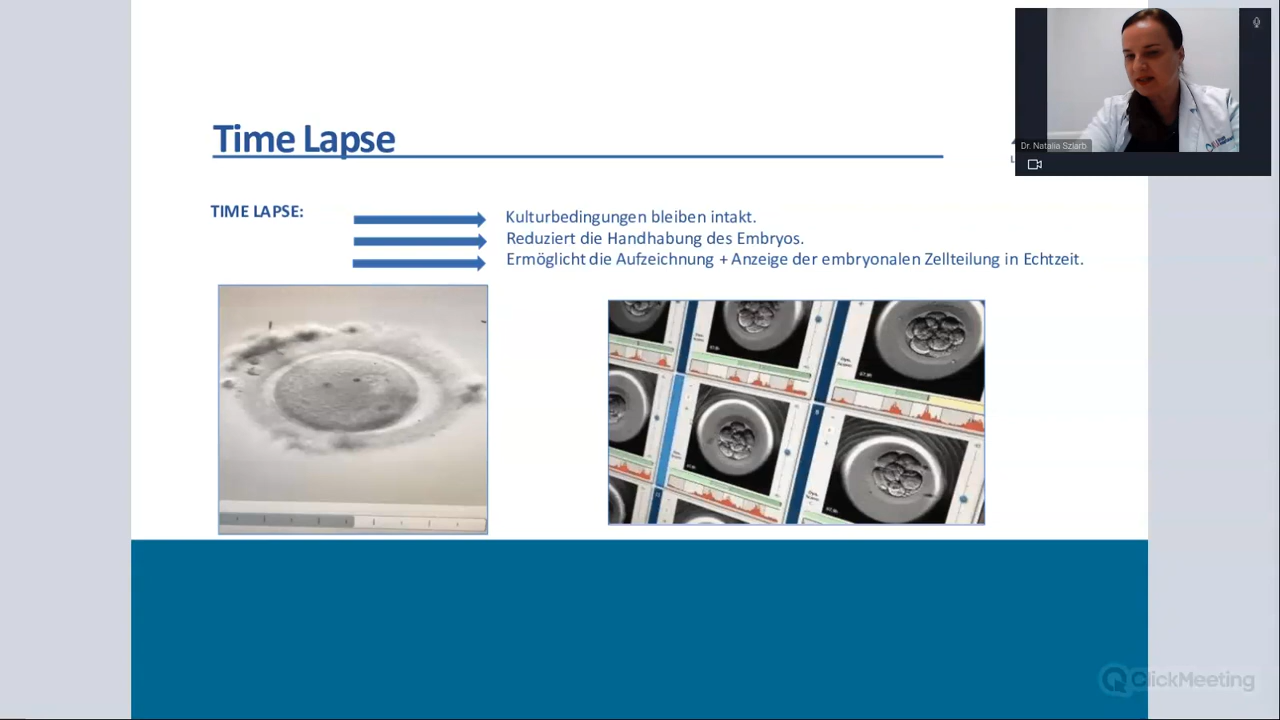 Time Lapse
Dr. Natalia Szlarb
TIME LAPSE:
Kulturbedingungen bleiben intakt.
Reduziert die Handhabung des Embryos.
Ermöglicht die Aufzeichnung + Anzeige der embryonalen Zellteilung in Echtzeit.
ClickMeeting